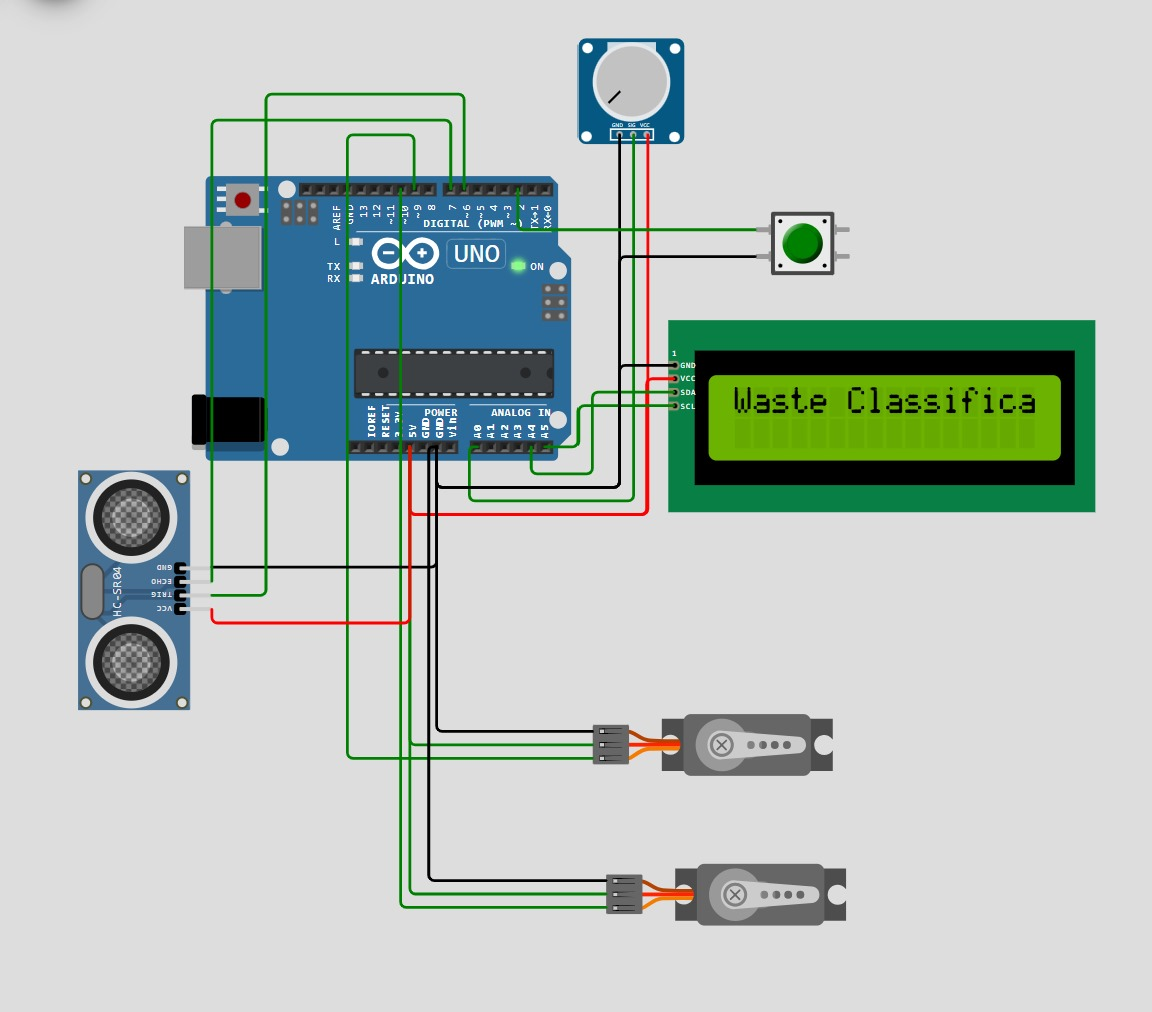 GND SIG VCC
AREF
GND
13
12
~11
~10
~9
8
7
~6
~5
4
~3
2
TX→1
RX←0
DIGITAL (PWM ~)
L
TX
RX
UNO
ON
ARDUINO
1
GND
VCC
SDA
SCL
Waste Classifica
POWER
ANALOG IN
IOREF
RESET
3.3V
5V
GND
GND
Vin
A0
A1
A2
A3
A4
A5
HC-SR04
GND
ECHO
TRIG
VCC